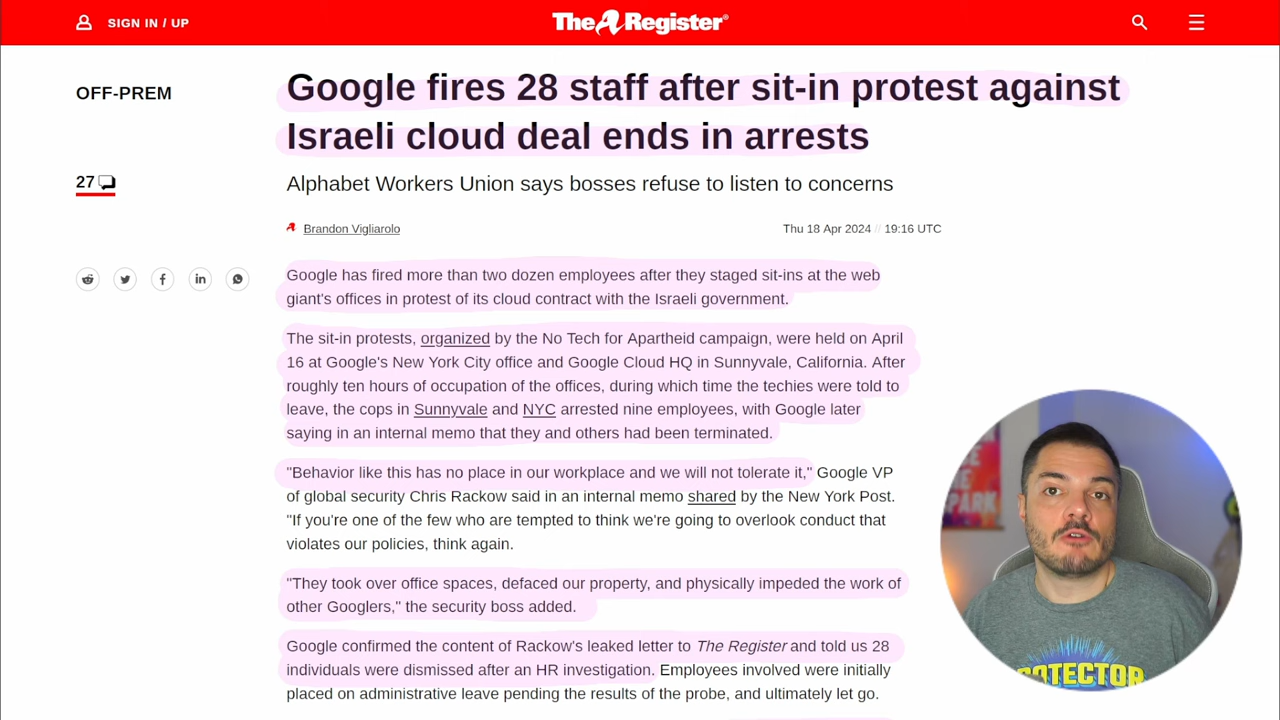 SIGN IN / UP
The Register®
OFF-PREM
Google fires 28 staff after sit-in protest against
Israeli cloud deal ends in arrests
27
Alphabet Workers Union says bosses refuse to listen to concerns
Brandon Vigliarolo
Thu 18 Apr 2024 // 19:16 UTC
Google has fired more than two dozen employees after they staged sit-ins at the web
giant's offices in protest of its cloud contract with the Israeli government.
The sit-in protests, organized by the No Tech for Apartheid campaign, were held on April
16 at Google's New York City office and Google Cloud HQ in Sunnyvale, California. After
roughly ten hours of occupation of the offices, during which time the techies were told to
leave, the cops in Sunnyvale and NYC arrested nine employees, with Google later
saying in an internal memo that they and others had been terminated.
"Behavior like this has no place in our workplace and we will not tolerate it," Google VP
of global security Chris Rackow said in an internal memo shared by the New York Post.
"If you're one of the few who are tempted to think we're going to overlook conduct that
violates our policies, think again.
"They took over office spaces, defaced our property, and physically impeded the work of
other Googlers," the security boss added.
Google confirmed the content of Rackow's leaked letter to The Register and told us 28
individuals were dismissed after an HR investigation. Employees involved were initially
placed on administrative leave pending the results of the probe, and ultimately let go.